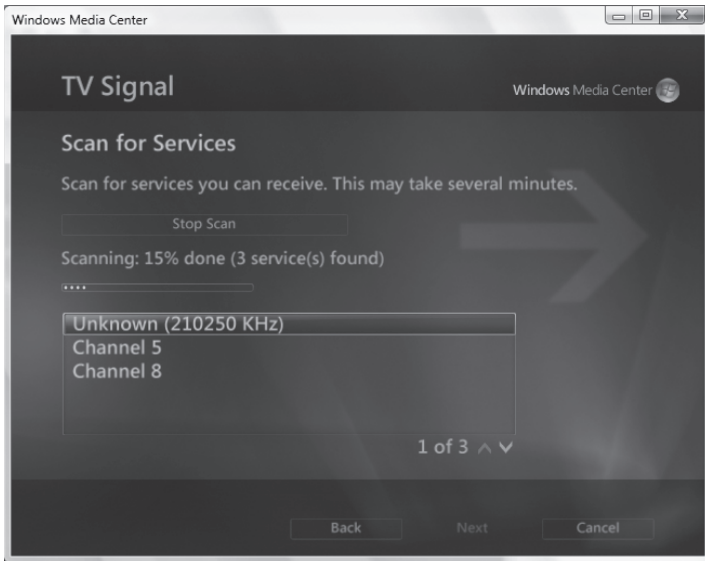 Windows Media Center
TV Signal
Windows Media Center
Scan for Services
Scan for services you can receive. This may take several minutes.
Stop Scan
Scanning: 15% done (3 service(s) found)
Unknown (210250 KHz)
Channel 5
Channel 8
1 of 3
Back Next Cancel